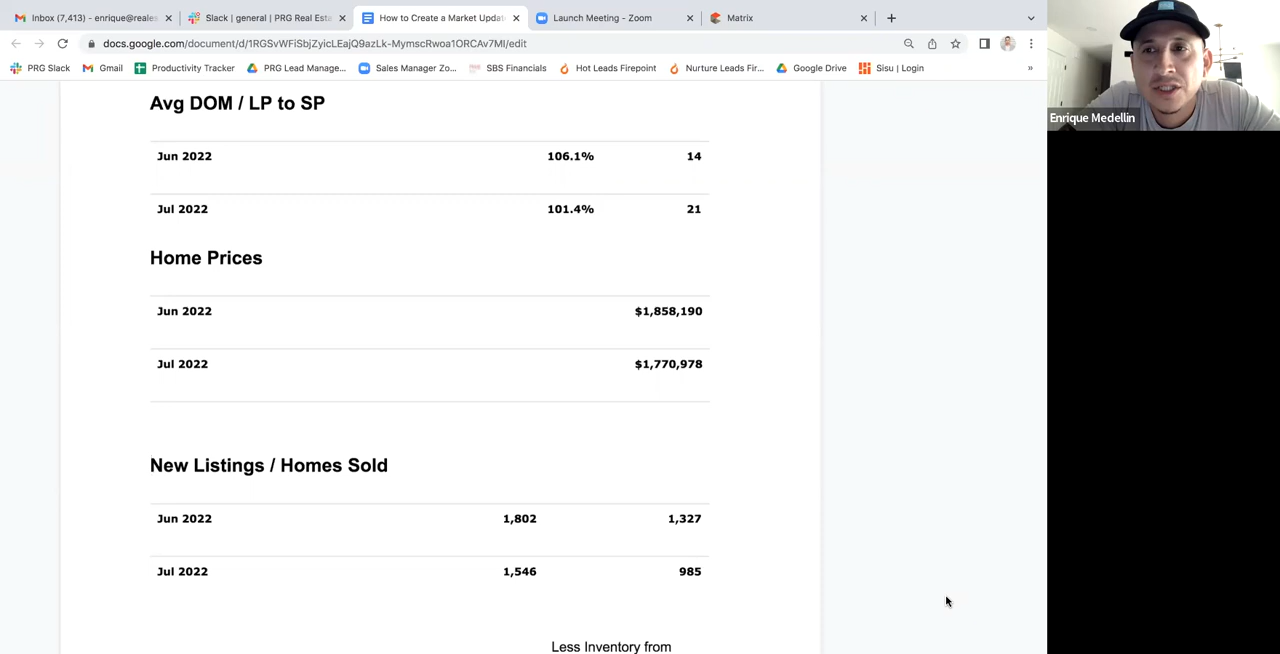 Inbox (7,413) - enrique@reales
Slack | general | PRG Real Esta
How to Create a Market Updat
Launch Meeting - Zoom
Matrix
docs.google.com/document/d/1RGSvWFiSbjZyicLEajQ9azLk-MymscRwoa1ORCAv7MI/edit
PRG Slack
Gmail
Productivity Tracker
PRG Lead Manage...
Sales Manager Zo...
SBS Financials
Hot Leads Firepoint
Nurture Leads Fir...
Google Drive
Sisu | Login
»
Enrique Medellin
Avg DOM / LP to SP
Jun 2022 106.1% 14
Jul 2022 101.4% 21
Home Prices
Jun 2022 $1,858,190
Jul 2022 $1,770,978
New Listings / Homes Sold
Jun 2022 1,802 1,327
Jul 2022 1,546 985
Less Inventory from